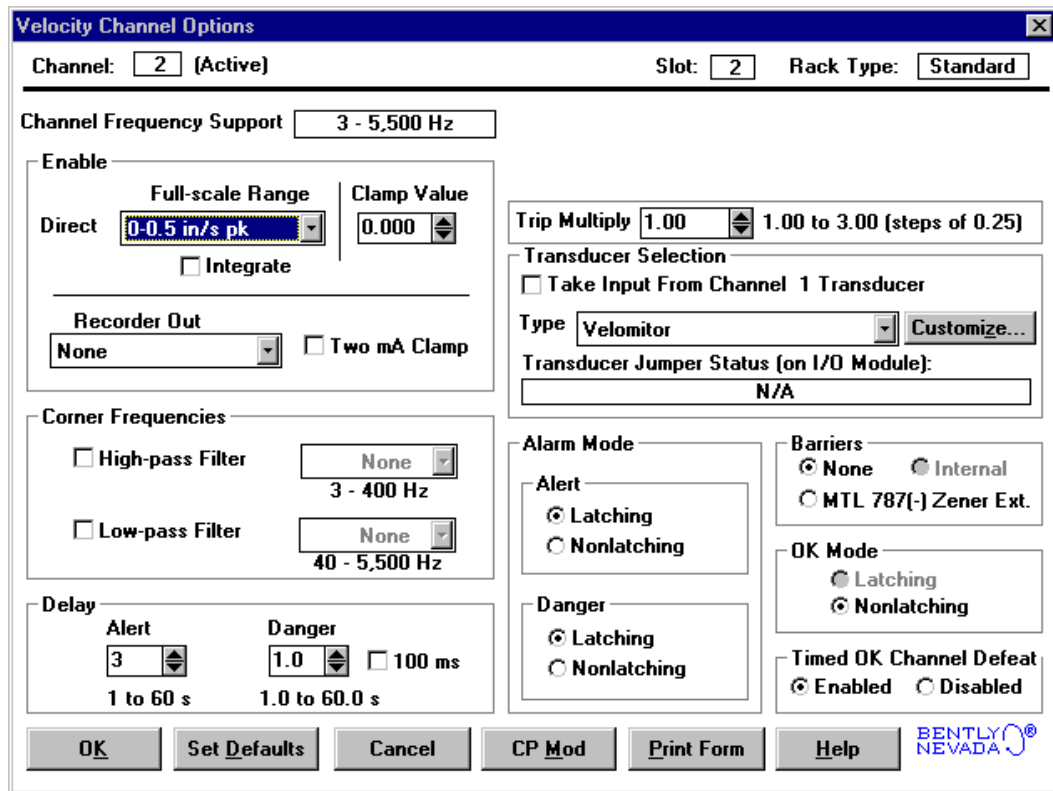 Velocity Channel Options
Channel: 2 (Active) Slot: 2 Rack Type: Standard
Channel Frequency Support 3 - 5,500 Hz
Enable
Full-scale Range Clamp Value
Direct 0-0.5 in/s pk 0.000
Integrate
Recorder Out
None Two mA Clamp
Trip Multiply 1.00 1.00 to 3.00 (steps of 0.25)
Transducer Selection
Take Input From Channel 1 Transducer
Type Velomitor Customize...
Transducer Jumper Status (on I/O Module):
N/A
Corner Frequencies
High-pass Filter None
3 - 400 Hz
Low-pass Filter None
40 - 5,500 Hz
Alarm Mode
Alert
Latching
Nonlatching
Danger
Latching
Nonlatching
Barriers
None Internal
MTL 787(-) Zener Ext.
OK Mode
Latching
Nonlatching
Delay
Alert Danger
3 1.0 100 ms
1 to 60 s 1.0 to 60.0 s
Timed OK Channel Defeat
Enabled Disabled
OK Set Defaults Cancel CP Mod Print Form Help
BENTLY ®
NEVADA